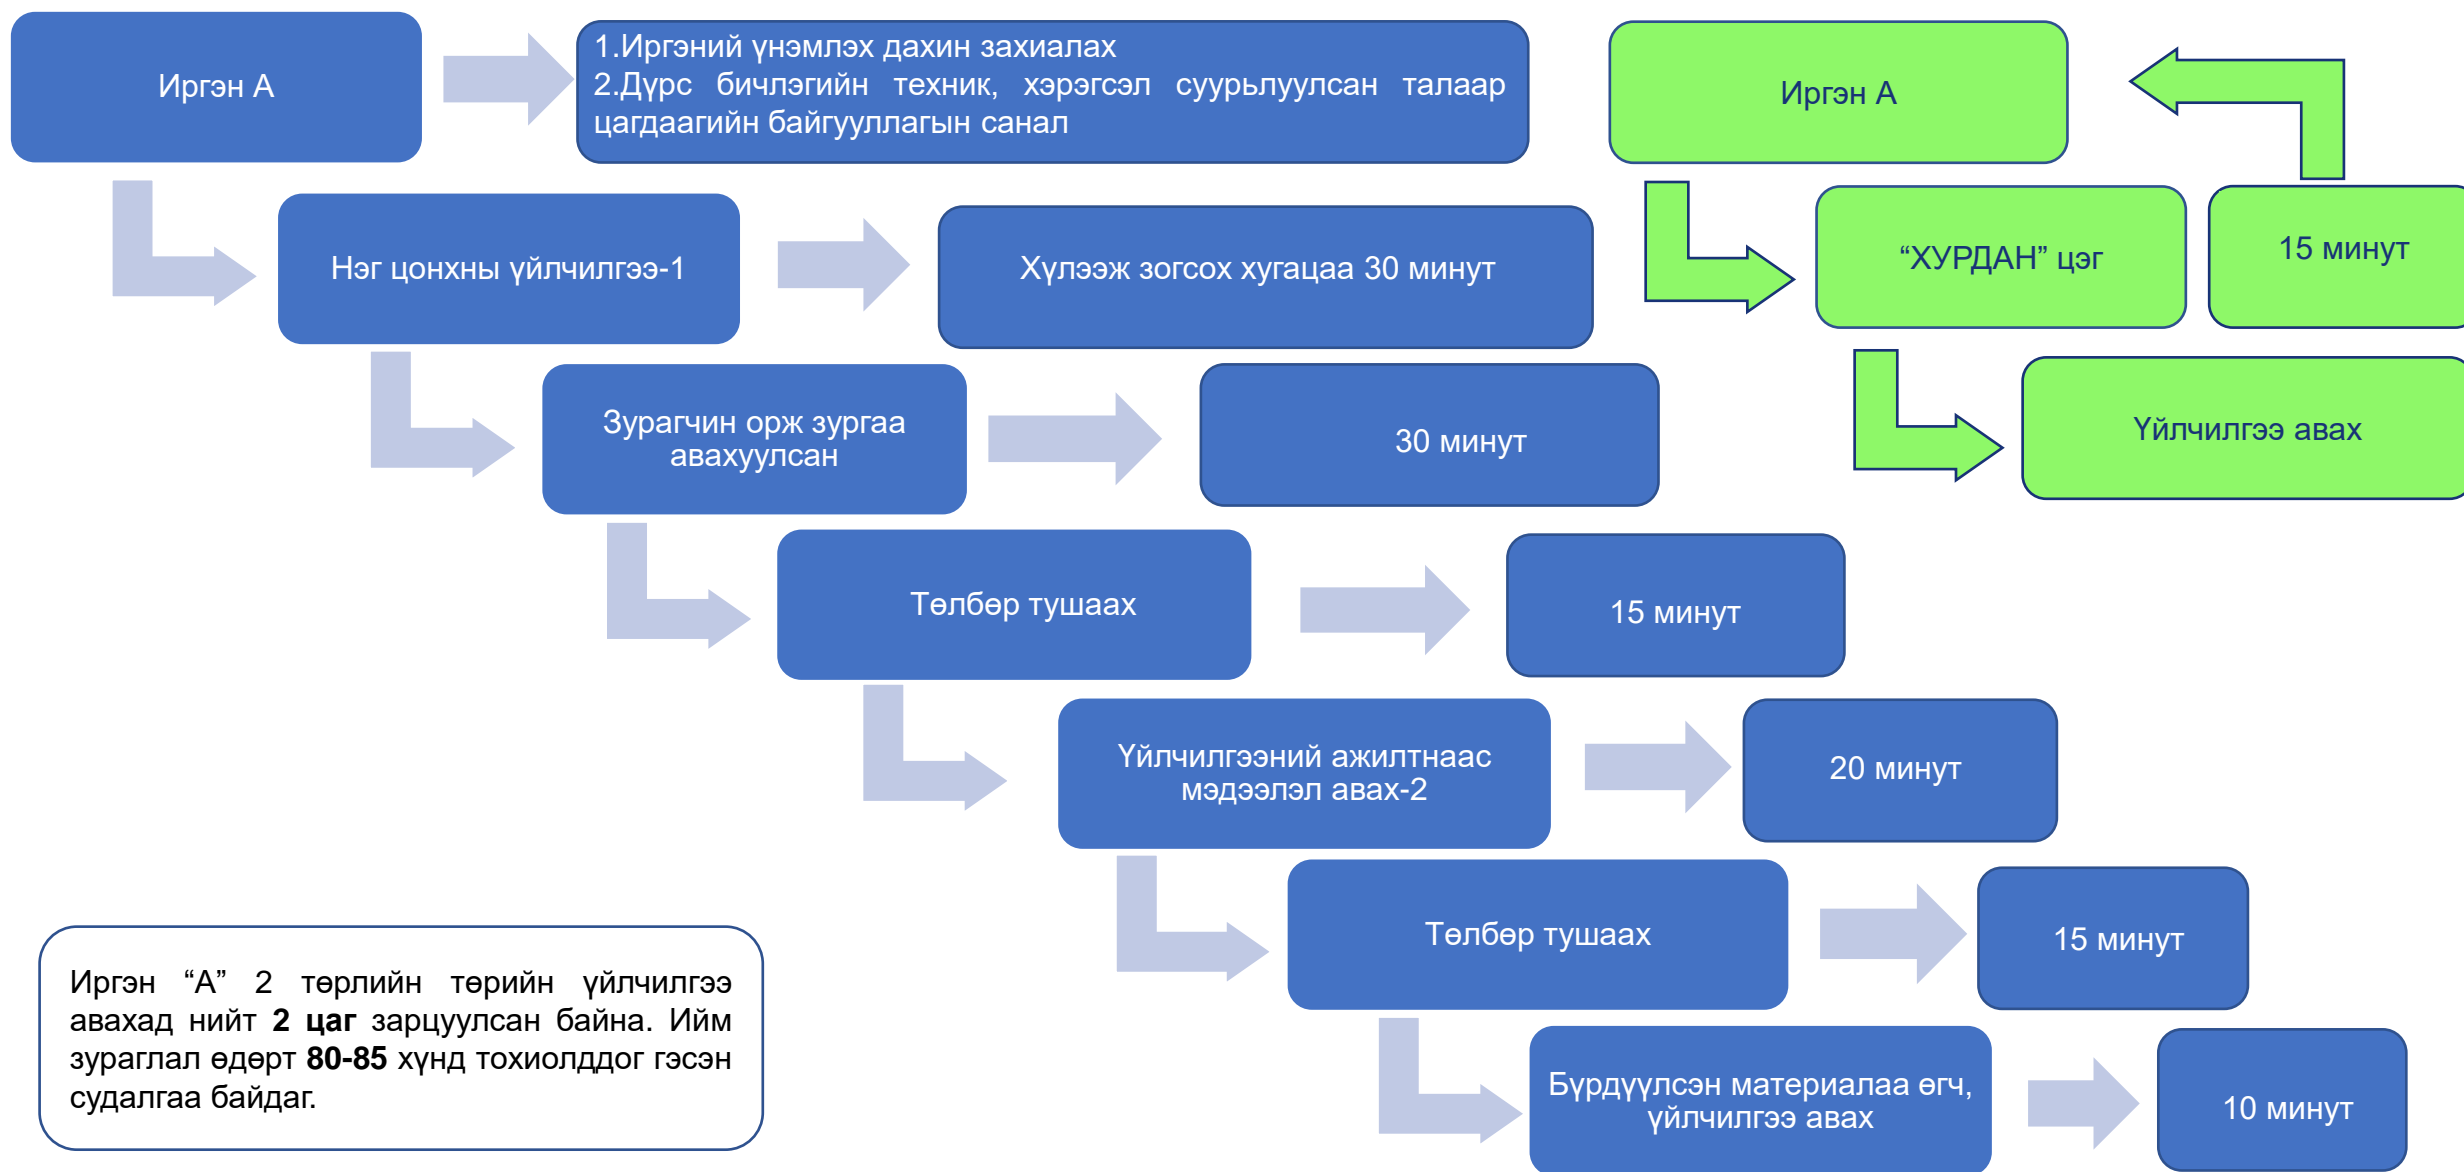 Иргэн А
1.Иргэний үнэмлэх дахин захиалах
2.Дүрс бичлэгийн техник, хэрэгсэл суурьлуулсан талаар
цагдаагийн байгууллагын санал
Иргэн А
Нэг цонхны үйлчилгээ-1
Хүлээж зогсох хугацаа 30 минут
“ХУРДАН” цэг
15 минут
Зурагчин орж зургаа
авахуулсан
30 минут
Үйлчилгээ авах
Төлбөр тушаах
15 минут
Үйлчилгээний ажилтнаас
мэдээлэл авах-2
20 минут
Төлбөр тушаах
15 минут
Бүрдүүлсэн материалаа өгч,
үйлчилгээ авах
10 минут
Иргэн “А” 2 төрлийн төрийн үйлчилгээ
авахад нийт 2 цаг зарцуулсан байна. Ийм
зураглал өдөрт 80-85 хүнд тохиолддог гэсэн
судалгаа байдаг.